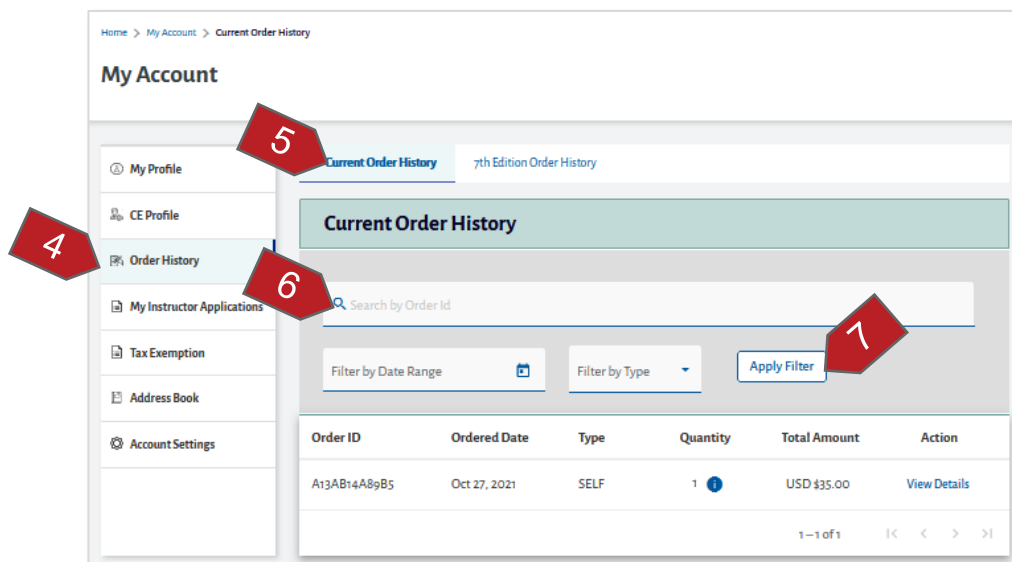 Home > My Account > Current Order History
My Account
5
Current Order History 7th Edition Order History
My Profile
CE Profile
Current Order History
4
Order History
6
My Instructor Applications
Search by Order Id
7
Tax Exemption
Filter by Date Range Filter by Type Apply Filter
Address Book
Account Settings
Order ID Ordered Date Type Quantity Total Amount Action
A13AB14A89B5 Oct 27, 2021 SELF 1 i USD $35.00 View Details
1–1 of 1 |< < > >|